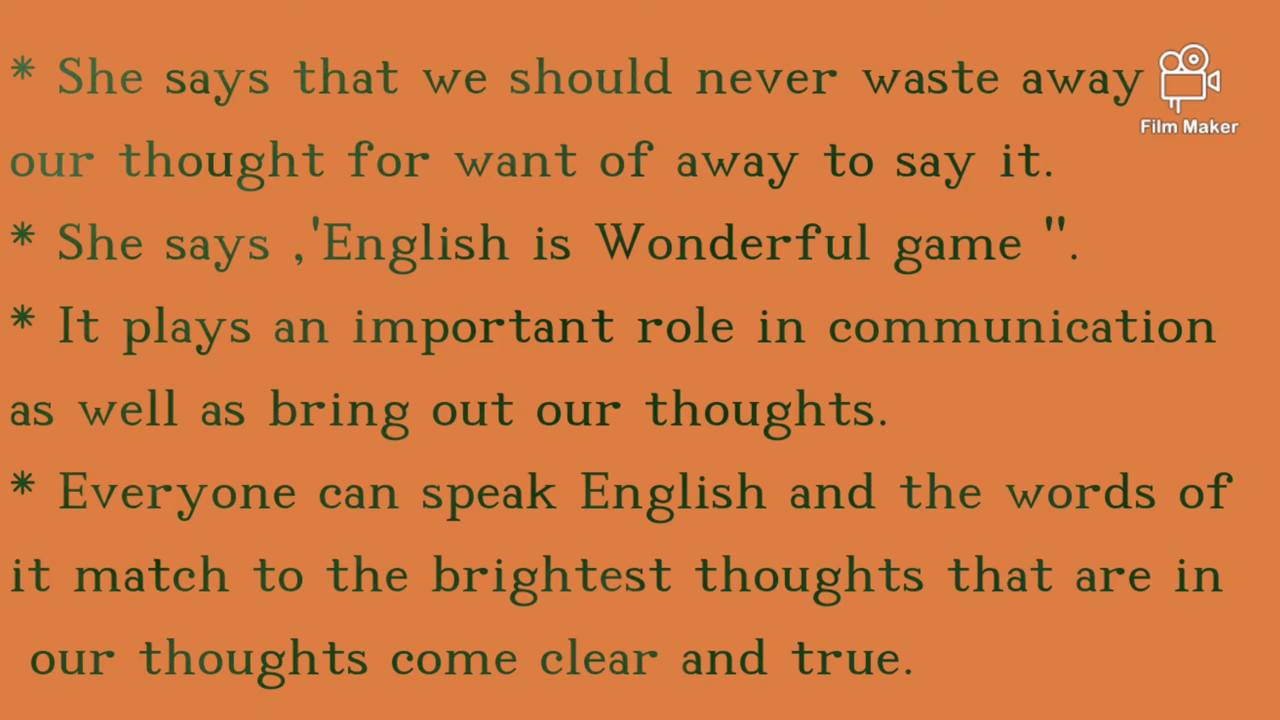 * She says that we should never waste away
Film Maker
our thought for want of away to say it.
* She says ,'English is Wonderful game ".
* It plays an important role in communication
as well as bring out our thoughts.
* Everyone can speak English and the words of
it match to the brightest thoughts that are in
our thoughts come clear and true.